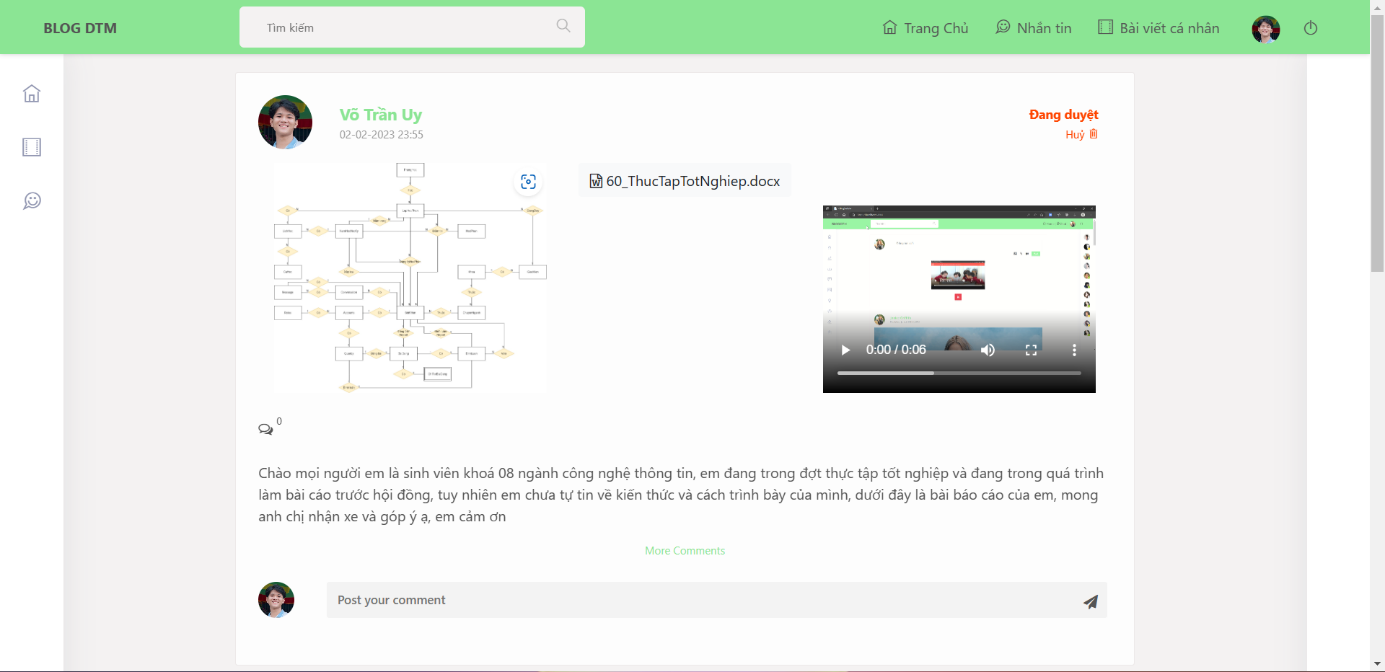 BLOG DTM
Tìm kiếm
Trang Chủ
Nhắn tin
Bài viết cá nhân
Võ Trần Uy
02-02-2023 23:55
Đang duyệt
Huỷ
60_ThucTapTotNghiep.docx
0:00 / 0:06
0
Chào mọi người em là sinh viên khoá 08 ngành công nghệ thông tin, em đang trong đợt thực tập tốt nghiệp và đang trong quá trình
làm bài cáo trước hội đồng, tuy nhiên em chưa tự tin về kiến thức và cách trình bày của mình, dưới đây là bài báo cáo của em, mong
anh chị nhận xe và góp ý ạ, em cảm ơn
More Comments
Post your comment